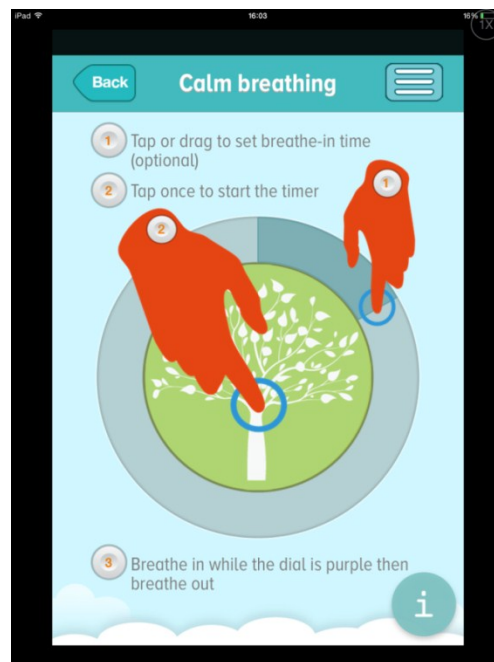 iPad 16:03 16%
1X
Back Calm breathing
1 Tap or drag to set breathe-in time
(optional)
2 Tap once to start the timer
1
2
3 Breathe in while the dial is purple then
breathe out
i